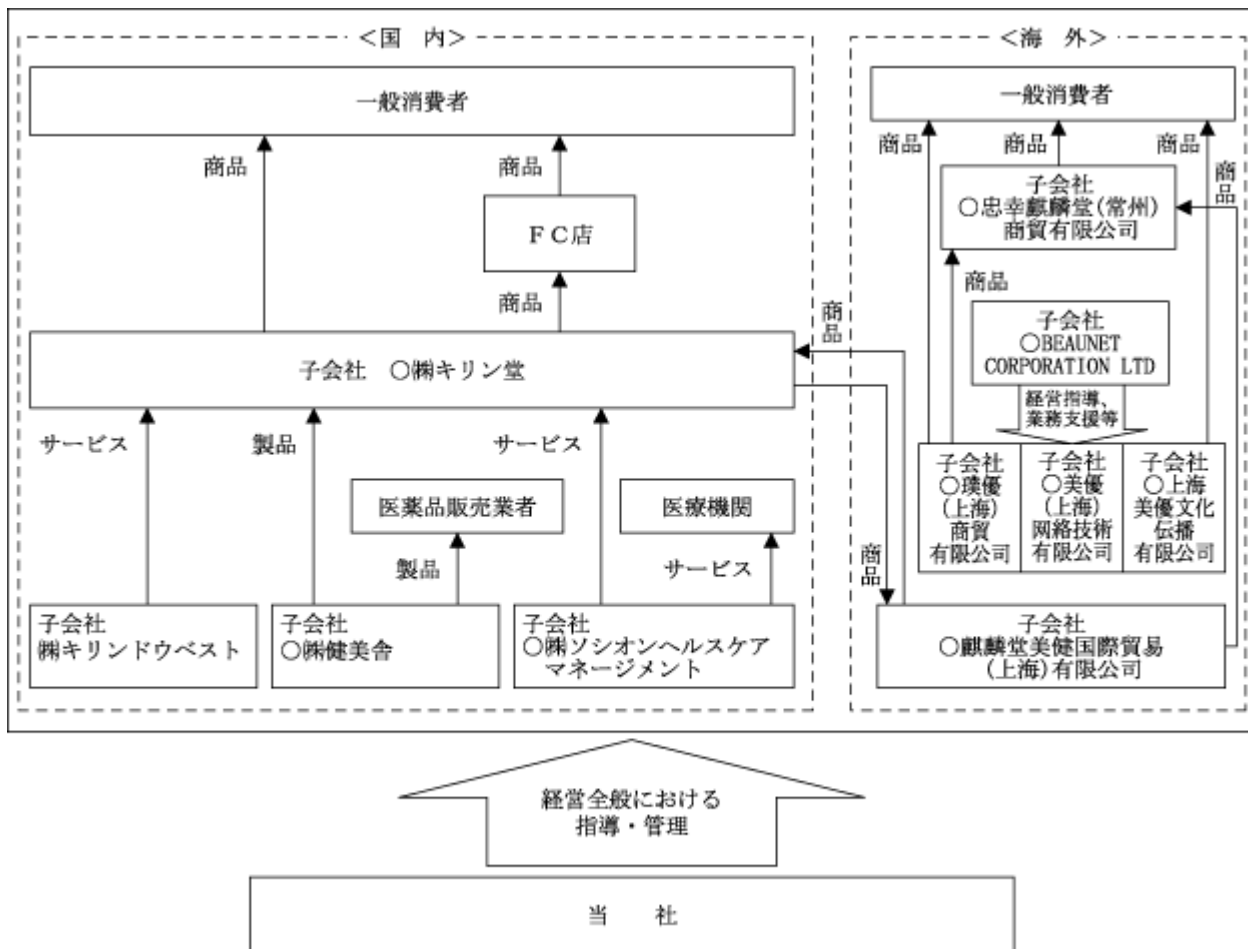 <国　内>
一般消費者
商品
商品
ＦＣ店
商品
子会社　○㈱キリン堂
サービス
製品
サービス
医薬品販売業者
医療機関
製品
サービス
子会社
㈱キリンドウベスト
子会社
○㈱健美舎
子会社
○㈱ソシオンヘルスケア
マネージメント
商品
商品
<海　外>
一般消費者
商品
商品
商品
商品
子会社
○忠幸麒麟堂(常州)
商貿有限公司
商品
子会社
○BEAUNET
CORPORATION LTD
経営指導、
業務支援等
子会社
○璞優
(上海)
商貿
有限公司
子会社
○美優
(上海)
网絡技術
有限公司
子会社
○上海
美優文化
伝播
有限公司
子会社
○麒麟堂美健国際貿易
(上海)有限公司
経営全般における
指導・管理
当　　社